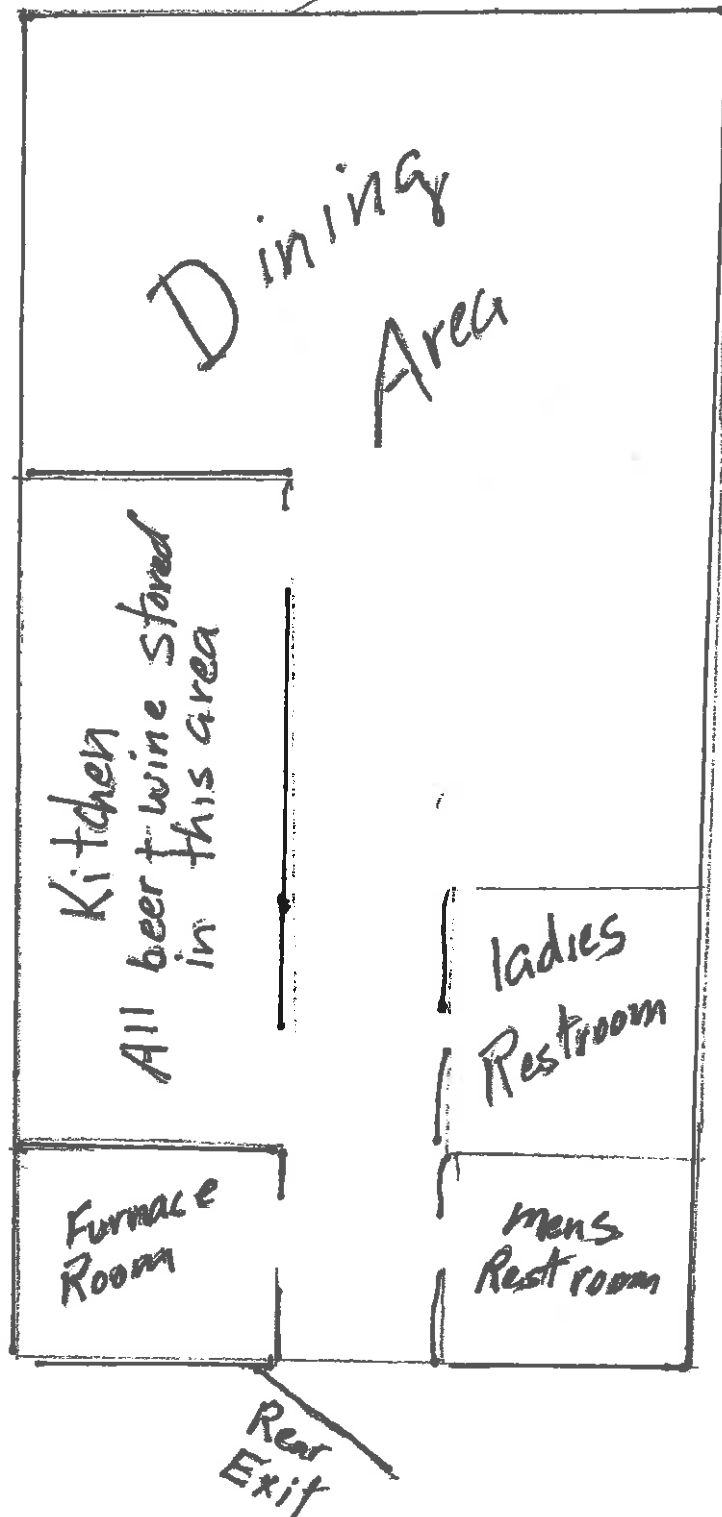 Dining
Area
Kitchen
All beer + wine stored
in this area
ladies
Restroom
Furnace
Room
mens
Restroom
Rear
Exit